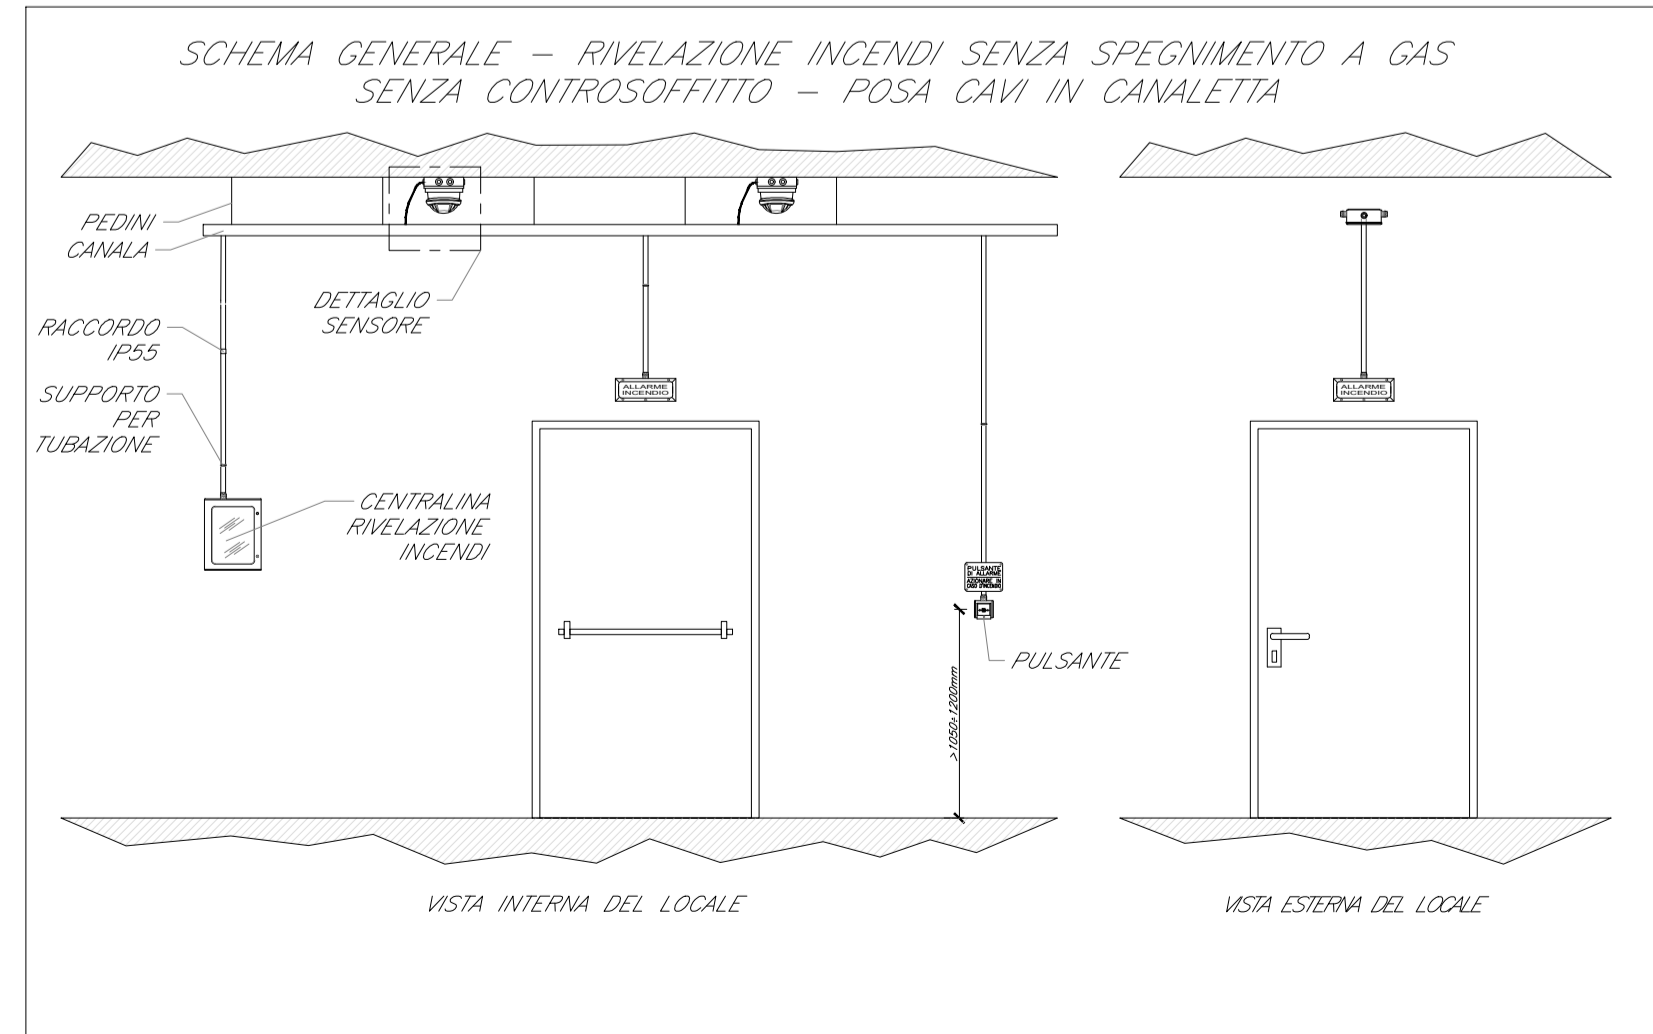 SCHEMA GENERALE – RIVELAZIONE INCENDI SENZA SPEGNIMENTO A GAS
SENZA CONTROSOFFITTO – POSA CAVI IN CANALETTA
PEDINI
CANALA
DETTAGLIO
SENSORE
RACCORDO
IP55
SUPPORTO
PER
TUBAZIONE
ALLARME
INCENDIO
ALLARME
INCENDIO
CENTRALINA
RIVELAZIONE
INCENDI
PULSANTE
DI ALLARME
AZIONARE IN
CASO D'INCENDIO
PULSANTE
>1050÷1200mm
VISTA INTERNA DEL LOCALE
VISTA ESTERNA DEL LOCALE